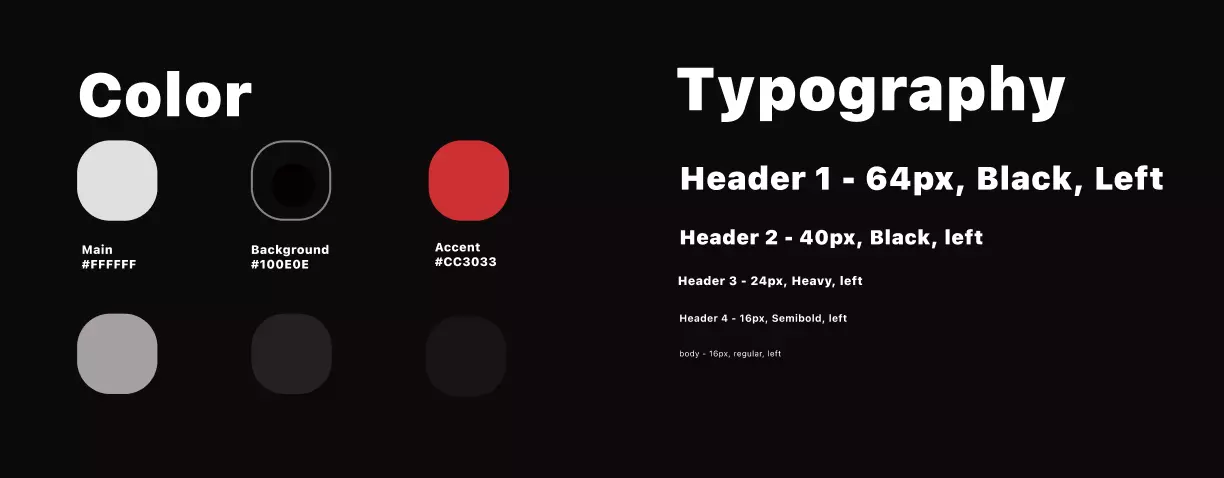 Color
Main
#FFFFFF
Background
#100E0E
Accent
#CC3033
Typography
Header 1 - 64px, Black, Left
Header 2 - 40px, Black, left
Header 3 - 24px, Heavy, left
Header 4 - 16px, Semibold, left
body - 16px, regular, left